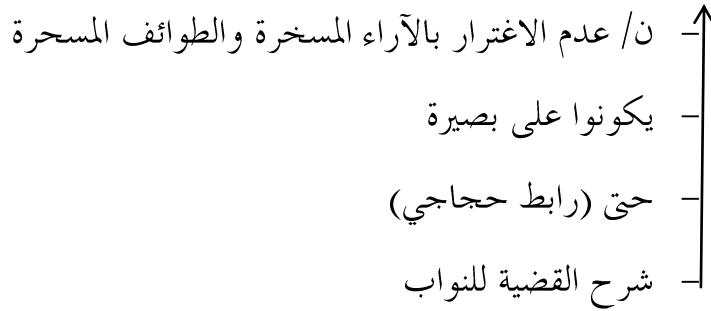 – ن/ عدم الاغترار بالآراء المسخرة والطوائف المسحرة
– يكونوا على بصيرة
– حتى (رابط حجاجي)
– شرح القضية للنواب